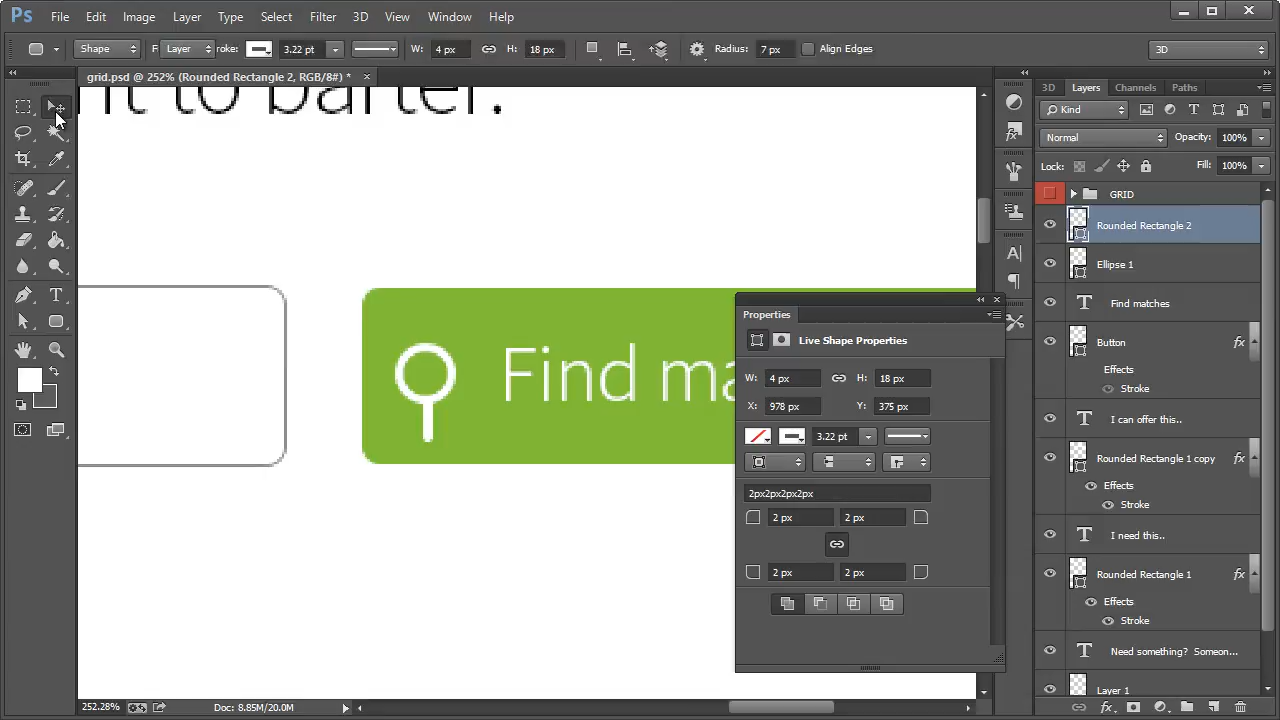 Ps File Edit Image Layer Type Select Filter 3D View Window Help
Shape F Layer roke: 3.22 pt W: 4 px H: 18 px Radius: 7 px Align Edges 3D
grid.psd @ 252% (Rounded Rectangle 2, RGB/8#) * ×
nt to barter.
Find ma
Properties
Live Shape Properties
W: 4 px H: 18 px
X: 978 px Y: 375 px
3.22 pt
2px2px2px2px
2 px 2 px
2 px 2 px
3D Layers Channels Paths
Kind
Normal Opacity: 100%
Lock: Fill: 100%
GRID
Rounded Rectangle 2
Ellipse 1
T Find matches
Button fx
Effects
Stroke
T I can offer this..
Rounded Rectangle 1 copy fx
Effects
Stroke
T I need this..
Rounded Rectangle 1 fx
Effects
Stroke
T Need something? Someon...
Layer 1
252.28% Doc: 8.85M/20.0M